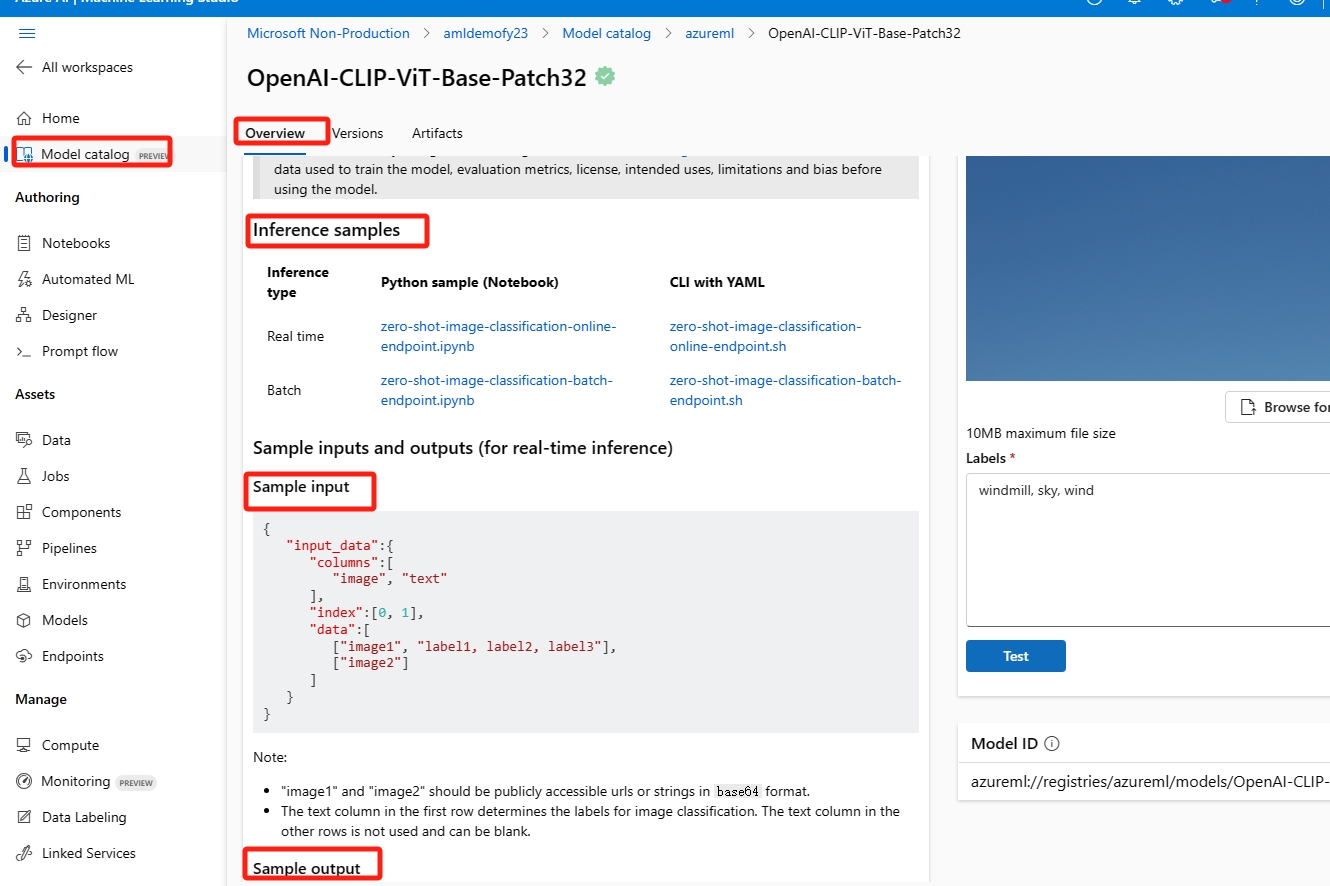 Azure AI | Machine Learning Studio
Microsoft Non-Production > amldemofy23 > Model catalog > azureml > OpenAI-CLIP-ViT-Base-Patch32
All workspaces
Home
Model catalog PREVIEW
Authoring
Notebooks
Automated ML
Designer
Prompt flow
Assets
Data
Jobs
Components
Pipelines
Environments
Models
Endpoints
Manage
Compute
Monitoring PREVIEW
Data Labeling
Linked Services
OpenAI-CLIP-ViT-Base-Patch32
Overview Versions Artifacts
data used to train the model, evaluation metrics, license, intended uses, limitations and bias before
using the model.
Inference samples
Inference
type
Python sample (Notebook)
CLI with YAML
Real time
zero-shot-image-classification-online-
endpoint.ipynb
zero-shot-image-classification-
online-endpoint.sh
Batch
zero-shot-image-classification-batch-
endpoint.ipynb
zero-shot-image-classification-batch-
endpoint.sh
Sample inputs and outputs (for real-time inference)
Sample input
{
"input_data":{
"columns":[
"image", "text"
],
"index":[0, 1],
"data":[
["image1", "label1, label2, label3"],
["image2"]
]
}
}
Note:
"image1" and "image2" should be publicly accessible urls or strings in base64 format.
The text column in the first row determines the labels for image classification. The text column in the
other rows is not used and can be blank.
Sample output
Browse for
10MB maximum file size
Labels *
windmill, sky, wind
Test
Model ID
azureml://registries/azureml/models/OpenAI-CLIP-